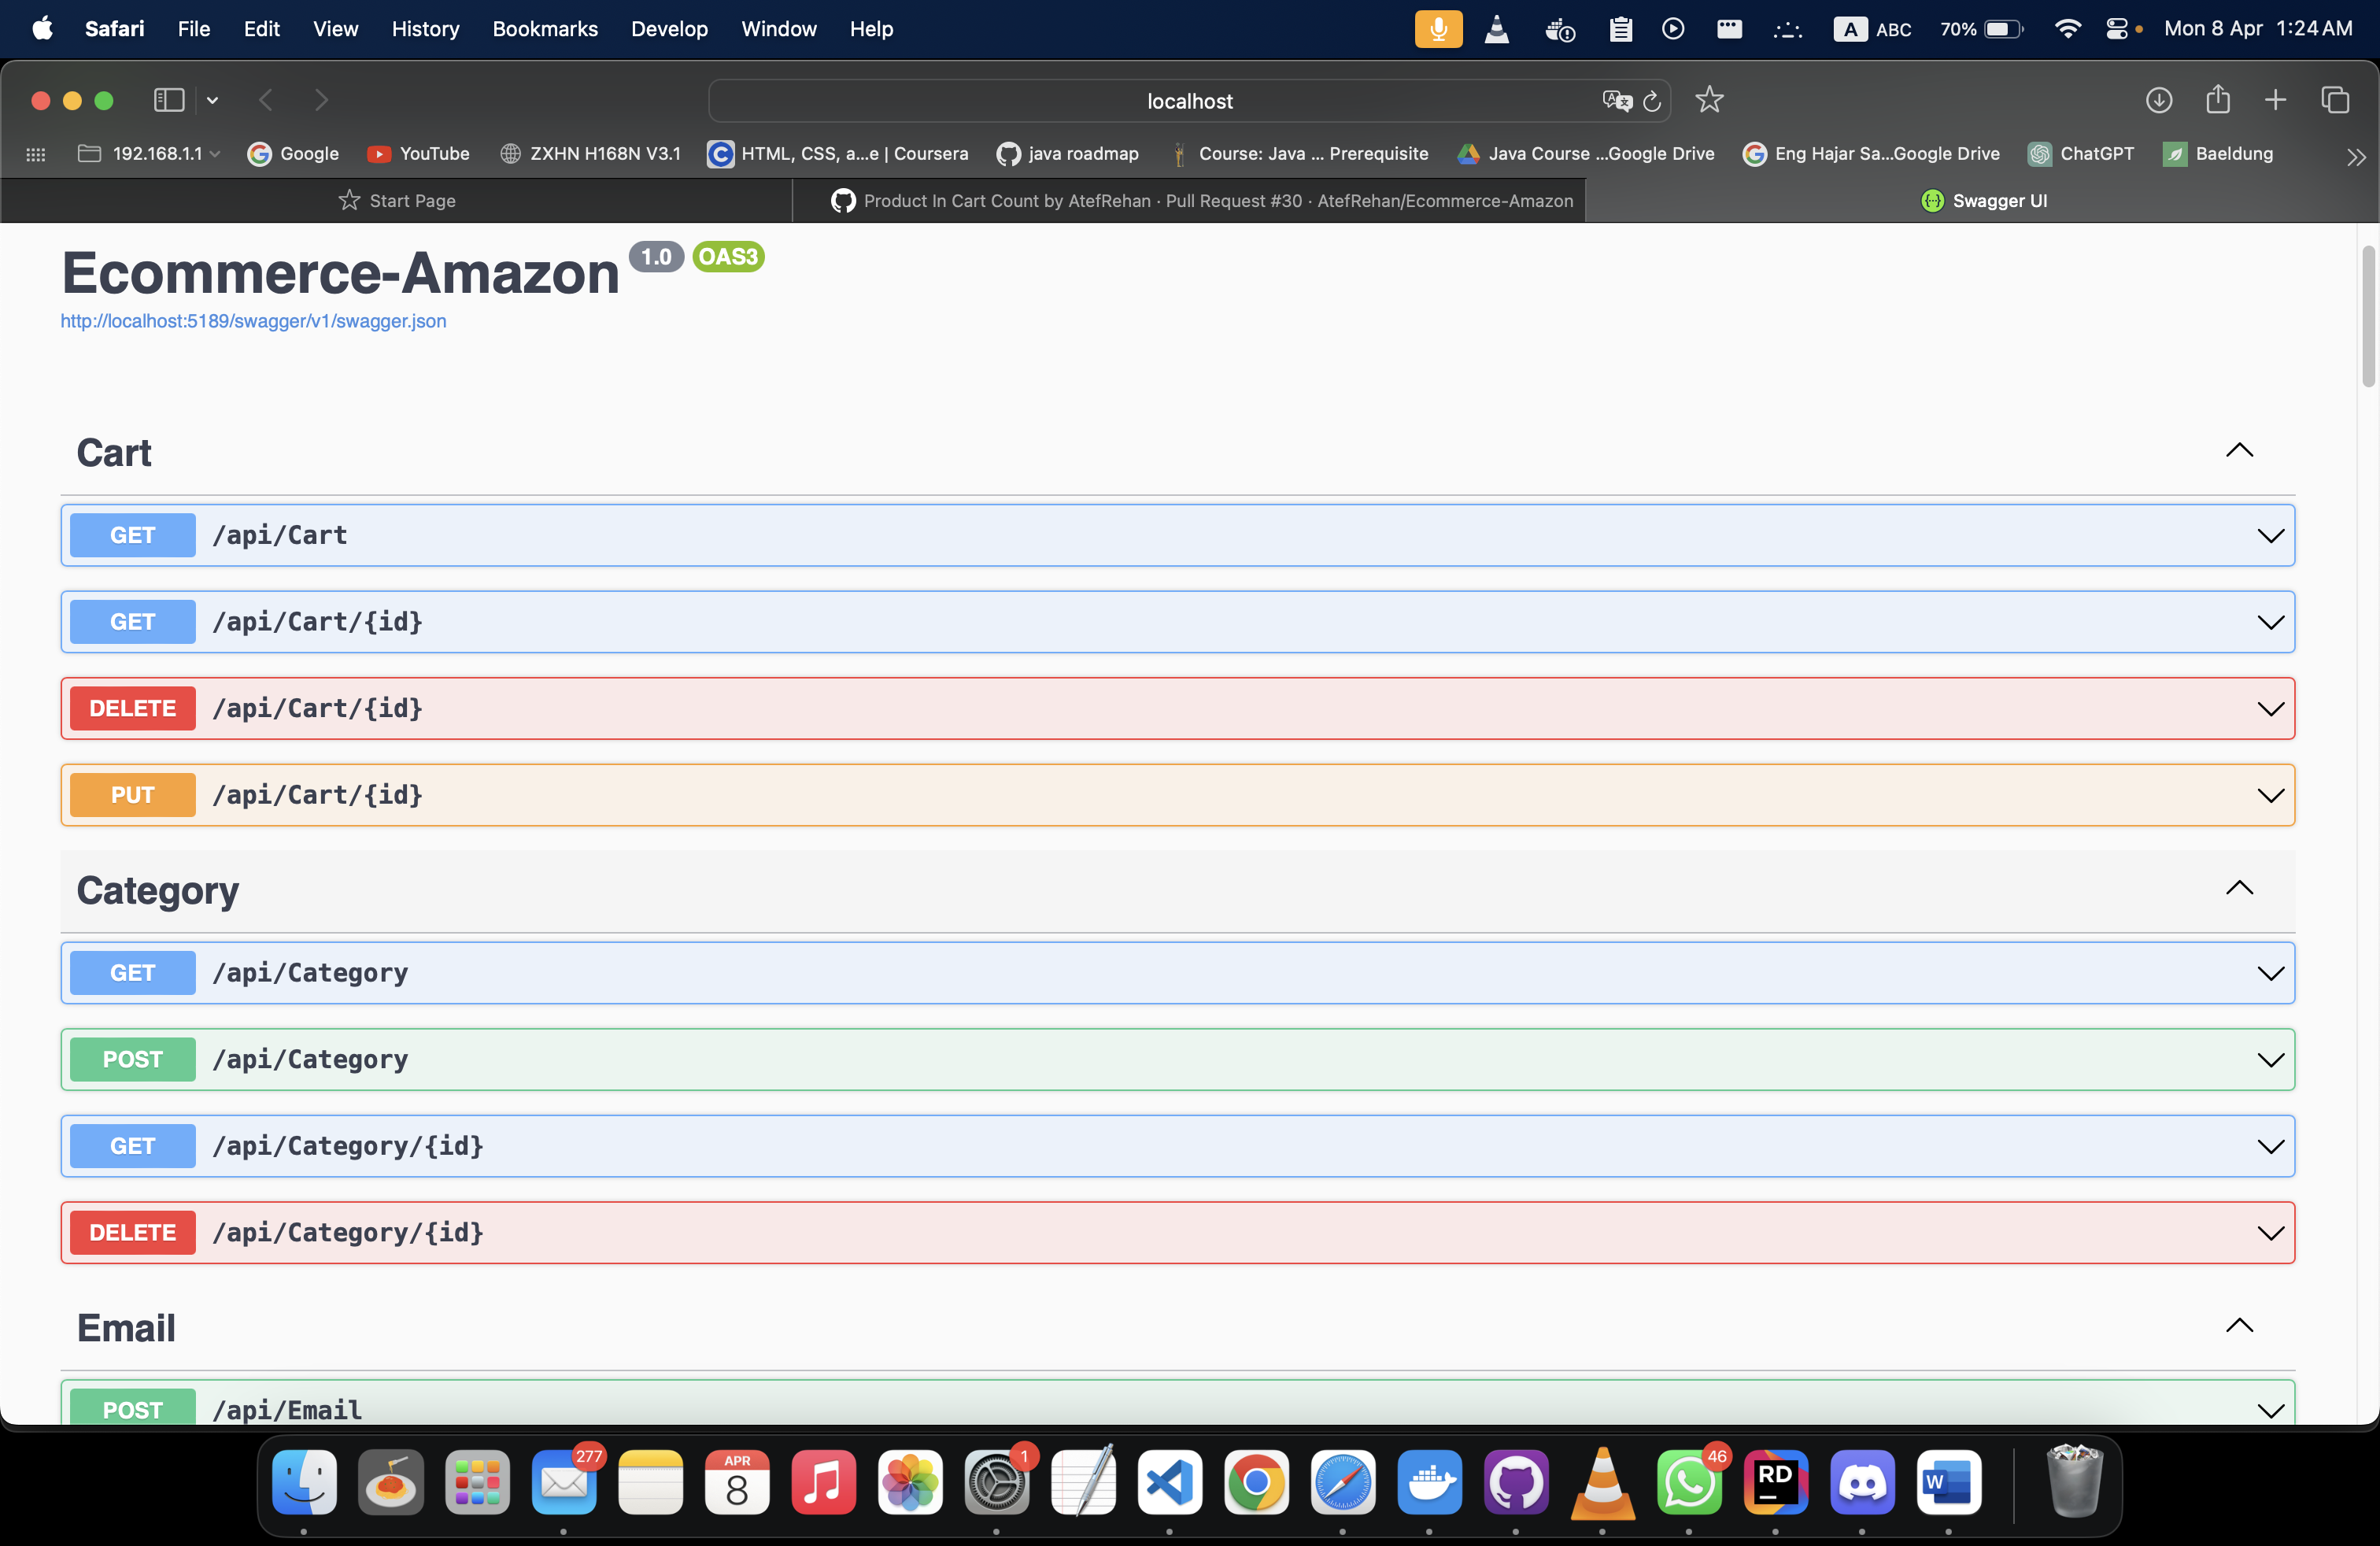 Safari File Edit View History Bookmarks Develop Window Help A ABC 70% Mon 8 Apr 1:24 AM
localhost
192.168.1.1 Google YouTube ZXHN H168N V3.1 HTML, CSS, a...e | Coursera java roadmap Course: Java ... Prerequisite Java Course ...Google Drive Eng Hajar Sa...Google Drive ChatGPT Baeldung
Start Page Product In Cart Count by AtefRehan · Pull Request #30 · AtefRehan/Ecommerce-Amazon Swagger UI
Ecommerce-Amazon 1.0 OAS3
http://localhost:5189/swagger/v1/swagger.json
Cart
GET /api/Cart
GET /api/Cart/{id}
DELETE /api/Cart/{id}
PUT /api/Cart/{id}
Category
GET /api/Category
POST /api/Category
GET /api/Category/{id}
DELETE /api/Category/{id}
Email
POST /api/Email
277 APR 8 1 46 RD W